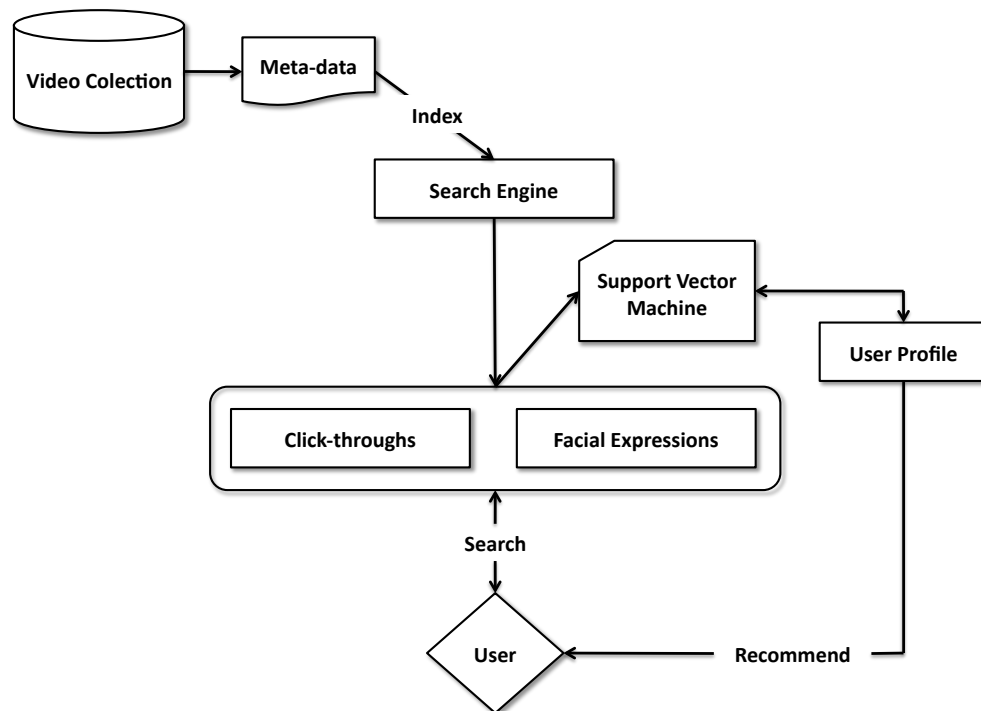 Video Colection
Meta-data
Index
Search Engine
Support Vector
Machine
User Profile
Click-throughs
Facial Expressions
Search
User
Recommend